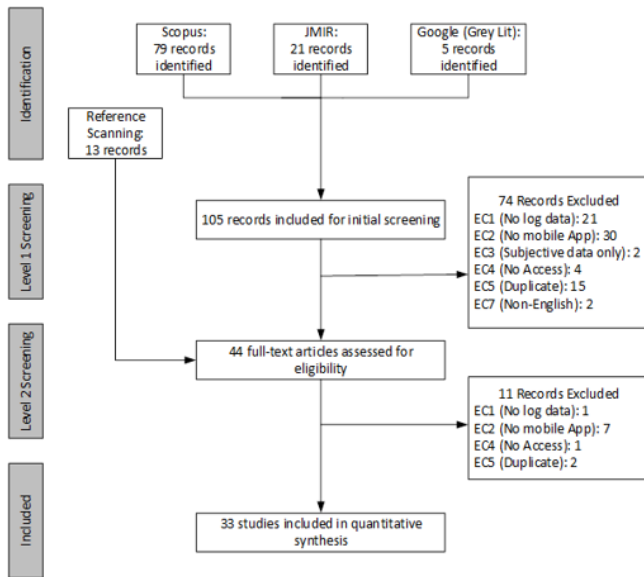 Identification
Scopus:
79 records
identified
JMIR:
21 records
identified
Google (Grey Lit):
5 records
identified
Reference
Scanning:
13 records
Level 1 Screening
105 records included for initial screening
74 Records Excluded
EC1 (No log data): 21
EC2 (No mobile App): 30
EC3 (Subjective data only): 2
EC4 (No Access): 4
EC5 (Duplicate): 15
EC7 (Non-English): 2
Level 2 Screening
44 full-text articles assessed for
eligibility
11 Records Excluded
EC1 (No log data): 1
EC2 (No mobile App): 7
EC4 (No Access): 1
EC5 (Duplicate): 2
Included
33 studies included in quantitative
synthesis